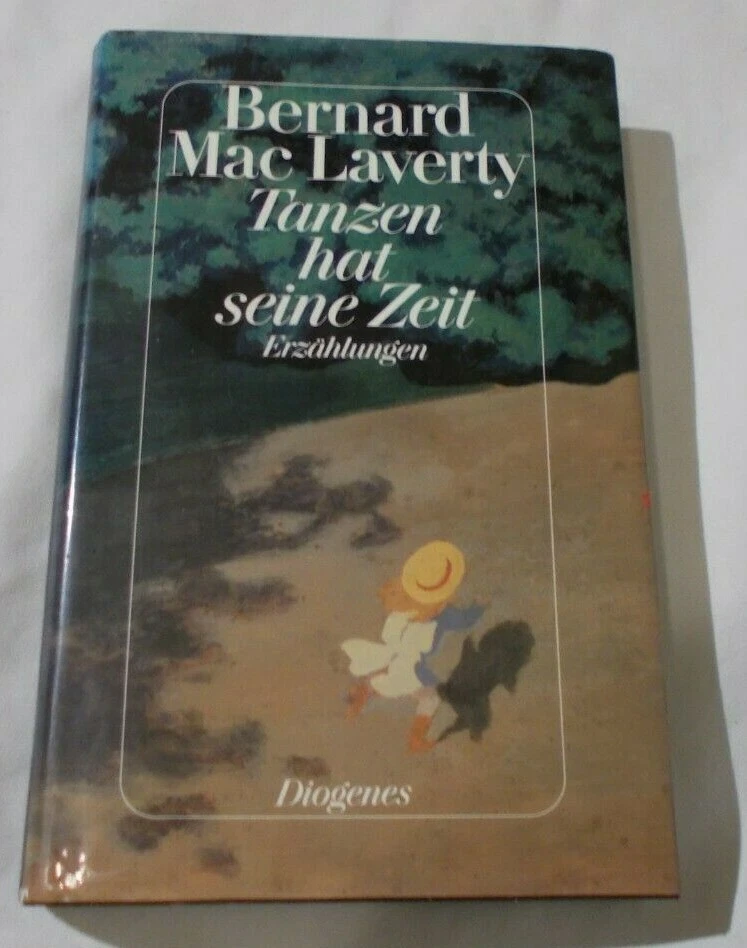 Bernard
Mac Laverty
Tanzen
hat
seine Zeit
Erzählungen
Diogenes